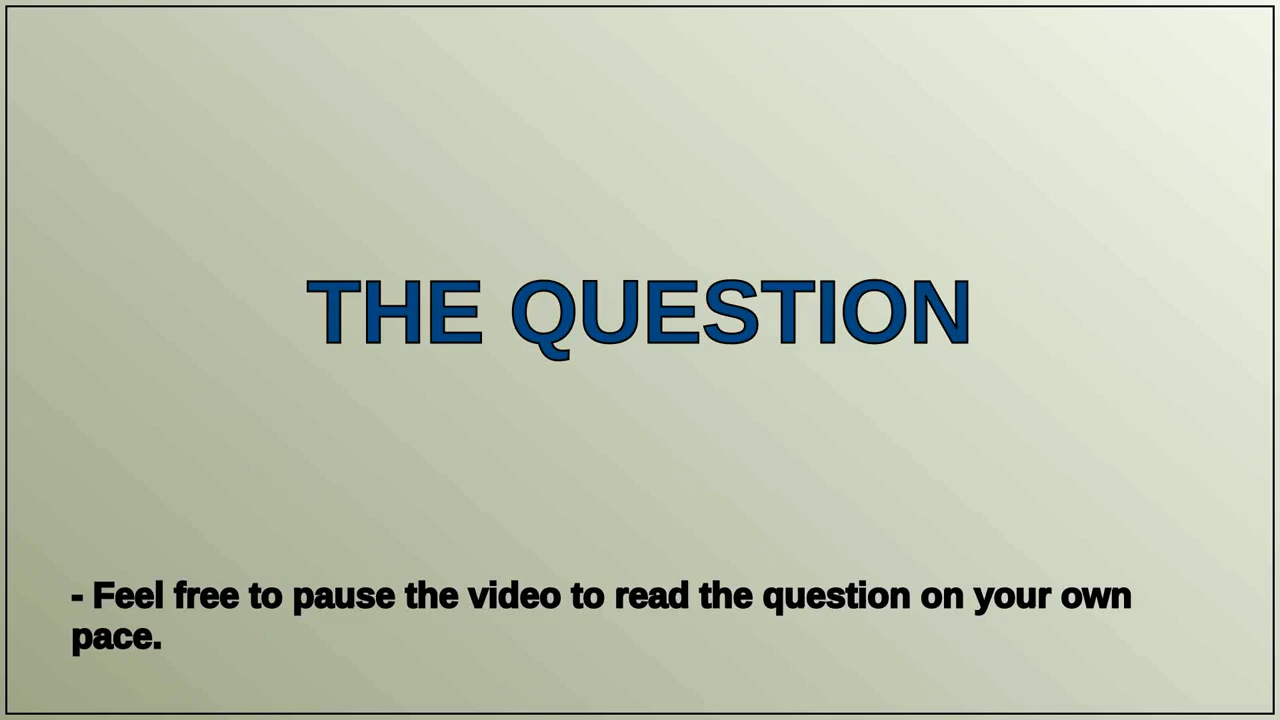 THE QUESTION
- Feel free to pause the video to read the question on your own
pace.